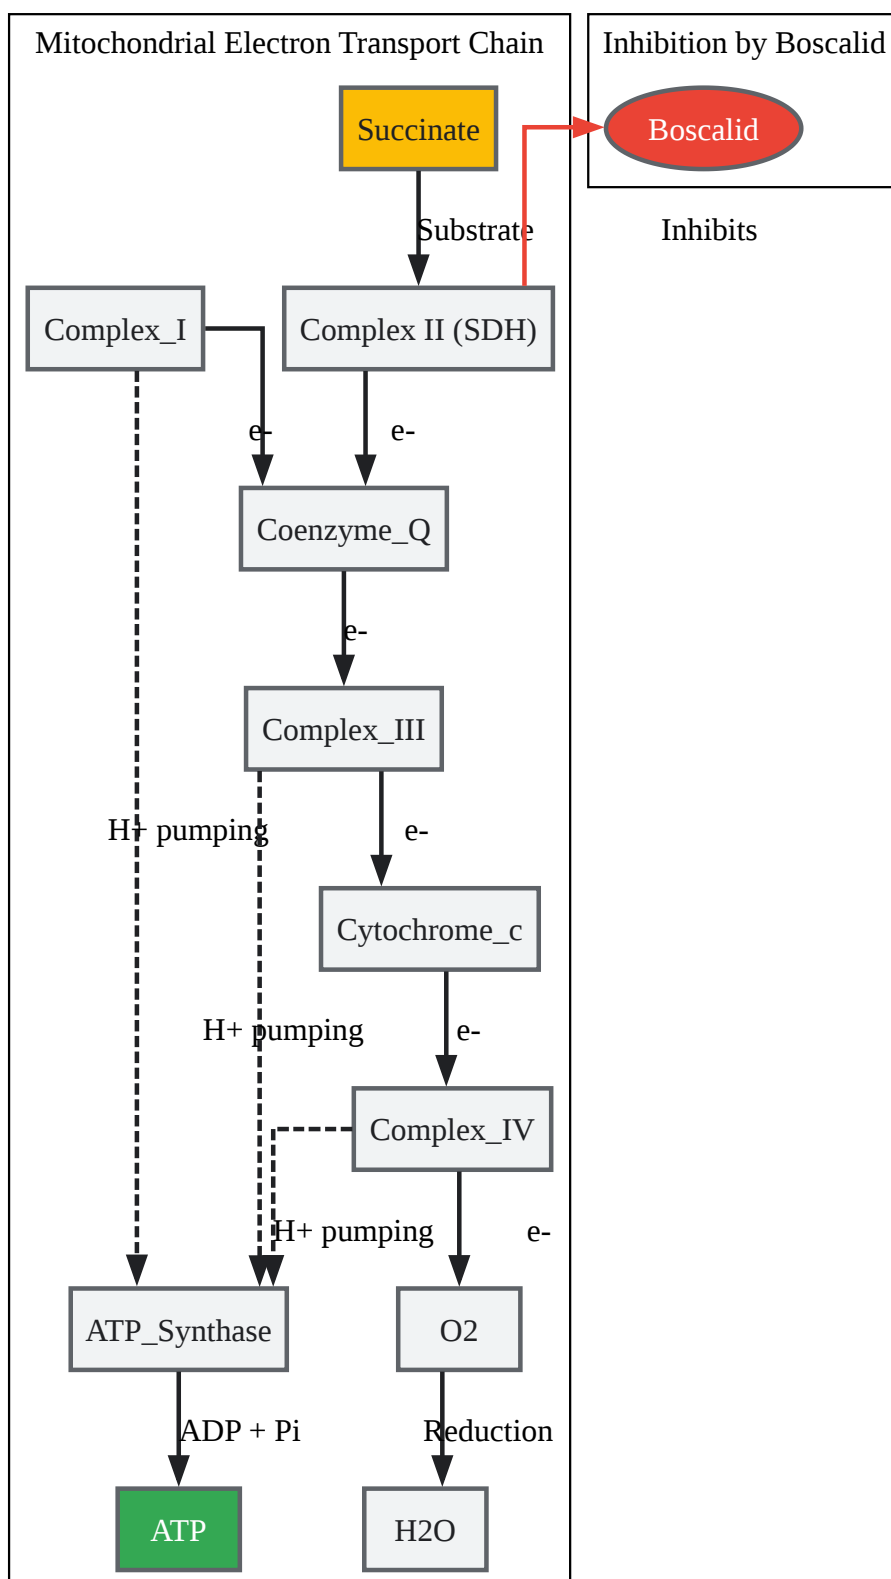 Mitochondrial Electron Transport Chain
Inhibition by Boscalid
Succinate
Boscalid
Substrate
Inhibits
Complex_I
Complex II (SDH)
e-
e-
Coenzyme_Q
e-
Complex_III
H+ pumping
e-
Cytochrome_c
H+ pumping
e-
Complex_IV
H+ pumping
e-
ATP_Synthase
O2
ADP + Pi
Reduction
ATP
H2O